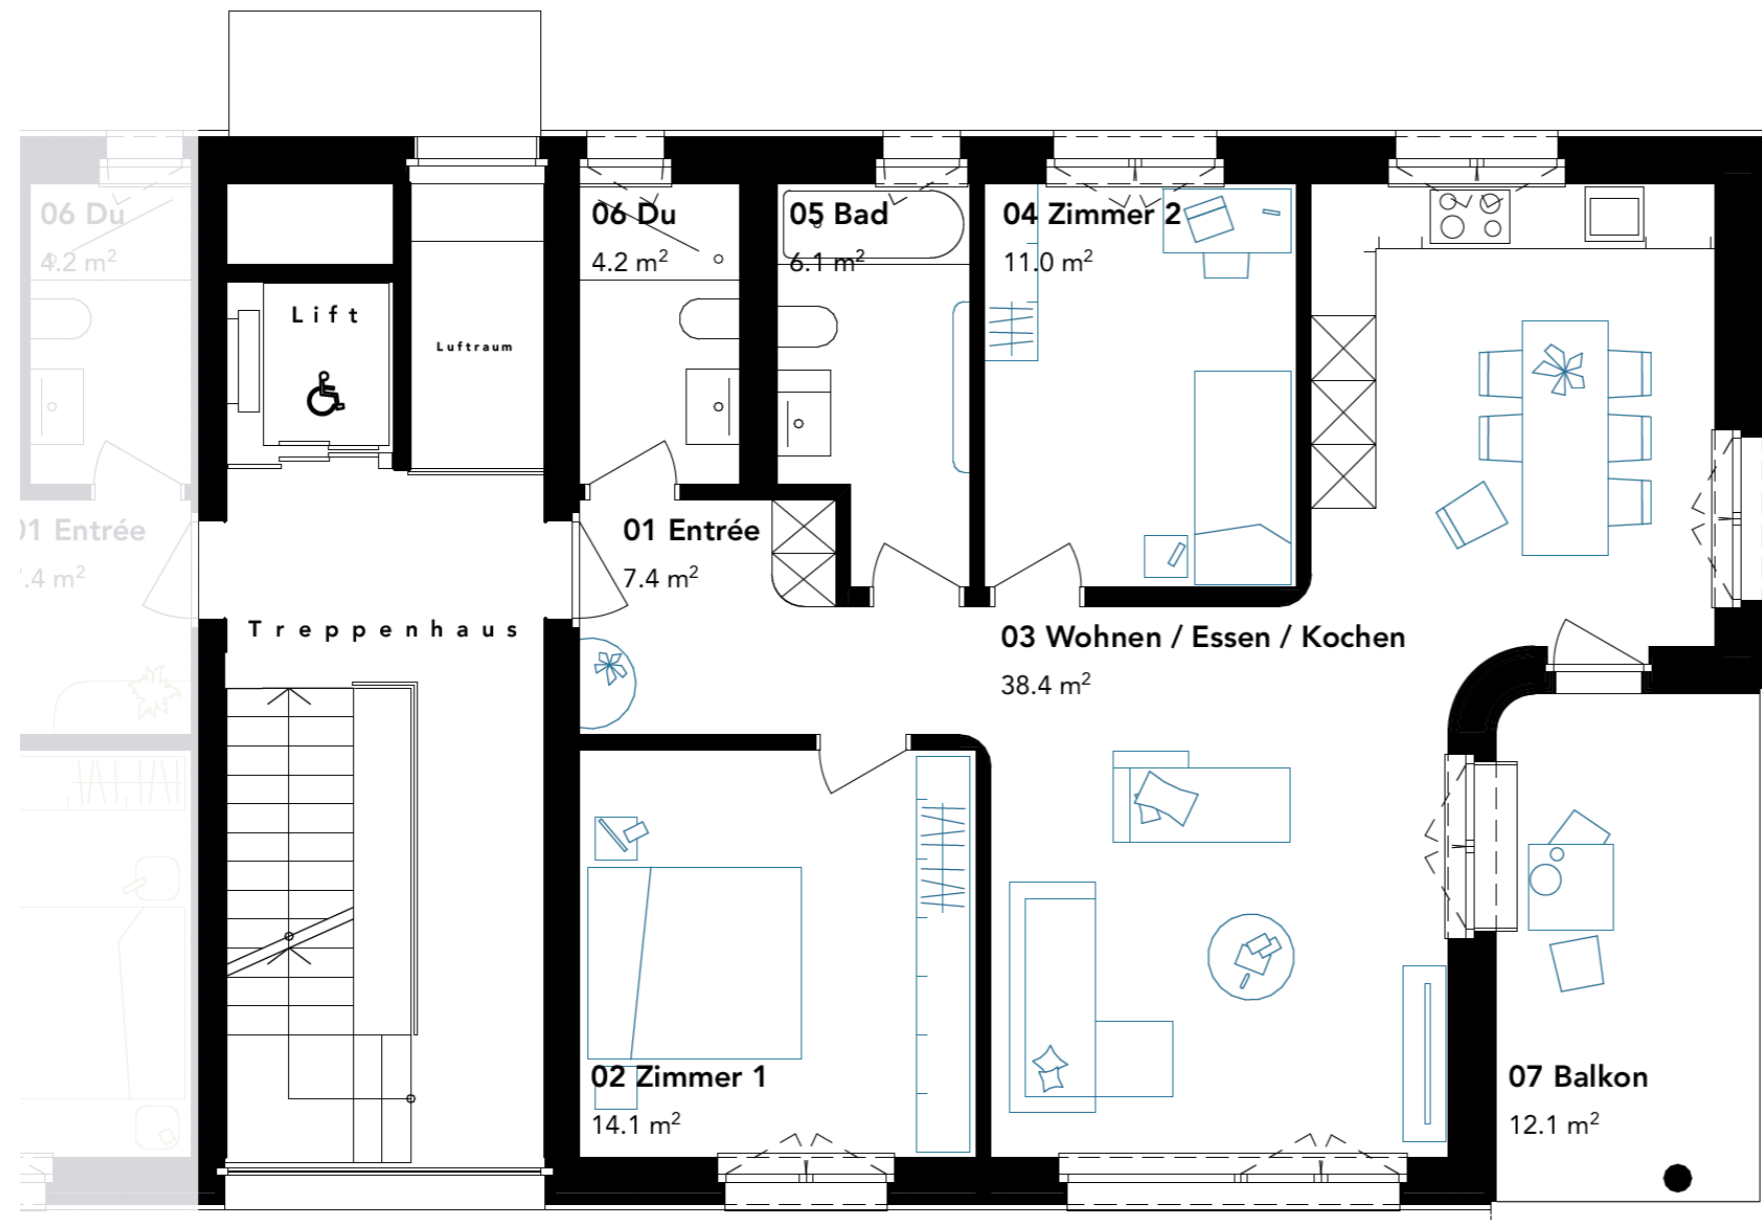 06 Du
4.2 m²
06 Du
4.2 m²
05 Bad
6.1 m²
04 Zimmer 2
11.0 m²
Lift
Luftraum
01 Entrée
.4 m²
01 Entrée
7.4 m²
Treppenhaus
03 Wohnen / Essen / Kochen
38.4 m²
02 Zimmer 1
14.1 m²
07 Balkon
12.1 m²